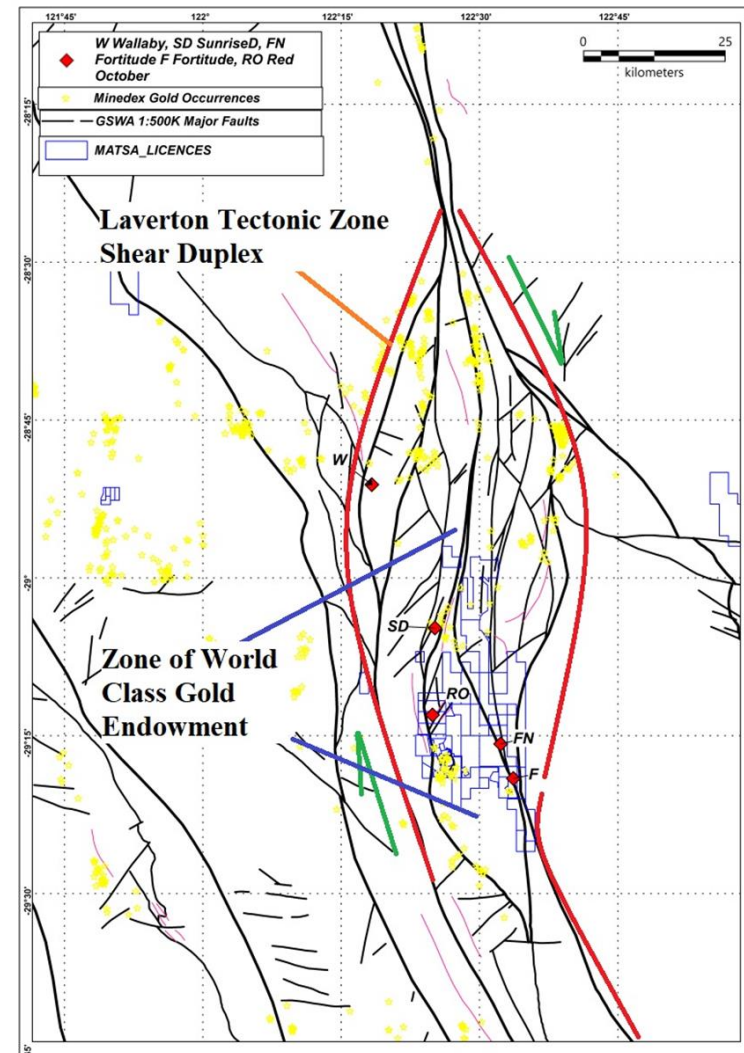 121°45'
122°
122°15'
122°30'
122°45'
W Wallaby, SD SunriseD, FN
Fortitude F Fortitude, RO Red
October
Minedex Gold Occurrences
GSWA 1:500K Major Faults
MATSA_LICENCES
0
25
kilometers
-28°15'
Laverton Tectonic Zone
Shear Duplex
-28°30'
-28°45'
W
-29°
SD
Zone of World
Class Gold
Endowment
RO
-29°15'
FN
F
-29°30'